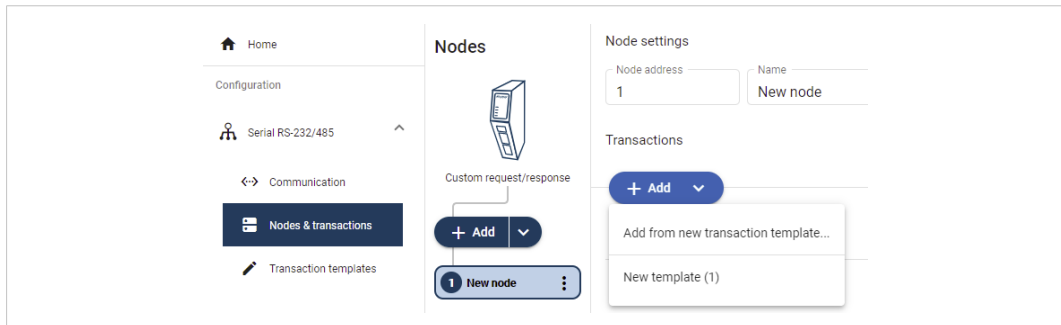 Home
Configuration
Serial RS-232/485
Communication
Nodes & transactions
Transaction templates
Nodes
Custom request/response
+ Add
1 New node
Node settings
Node address
1
Name
New node
Transactions
+ Add
Add from new transaction template...
New template (1)